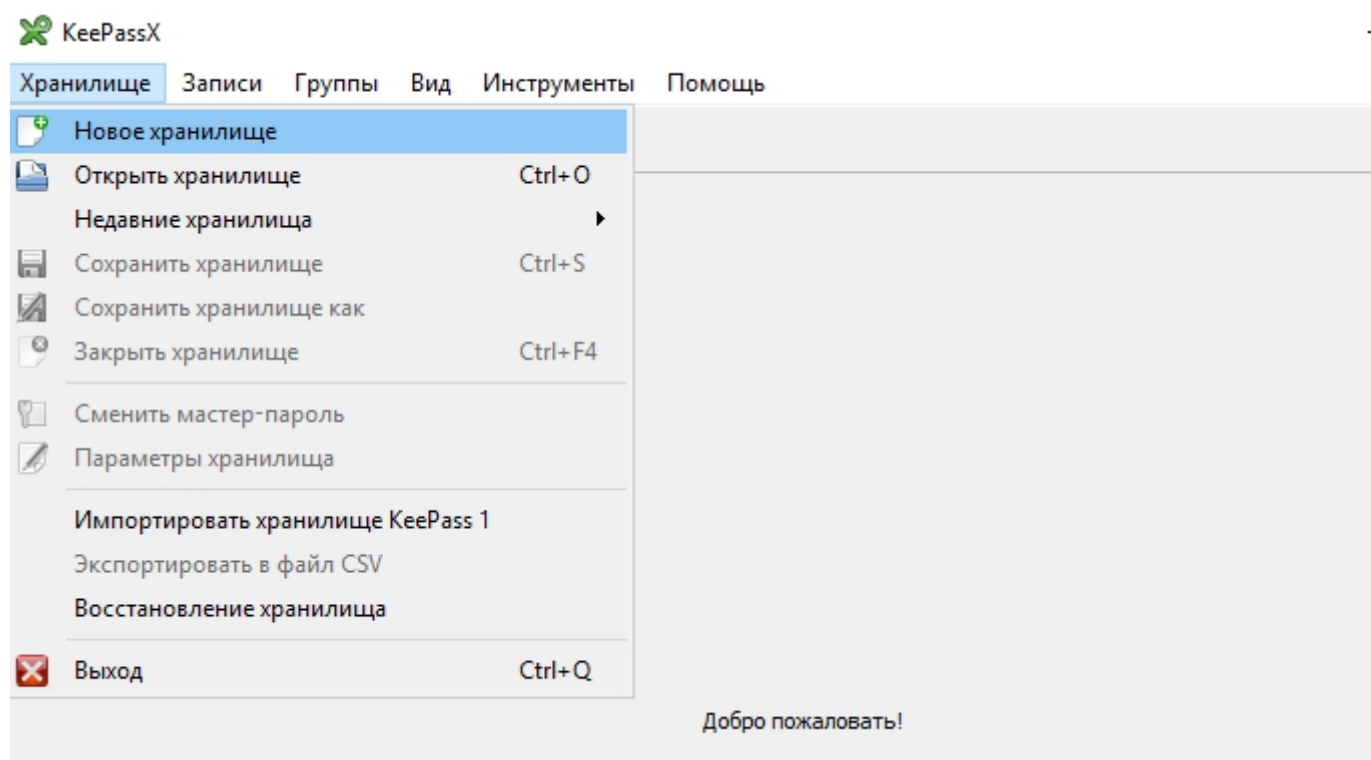 KeePassX
Хранилище Записи Группы Вид Инструменты Помощь
Новое хранилище
Открыть хранилище Ctrl+O
Недавние хранилища
Сохранить хранилище Ctrl+S
Сохранить хранилище как
Закрыть хранилище Ctrl+F4
Сменить мастер-пароль
Параметры хранилища
Импортировать хранилище KeePass 1
Экспортировать в файл CSV
Восстановление хранилища
Выход Ctrl+Q
Добро пожаловать!